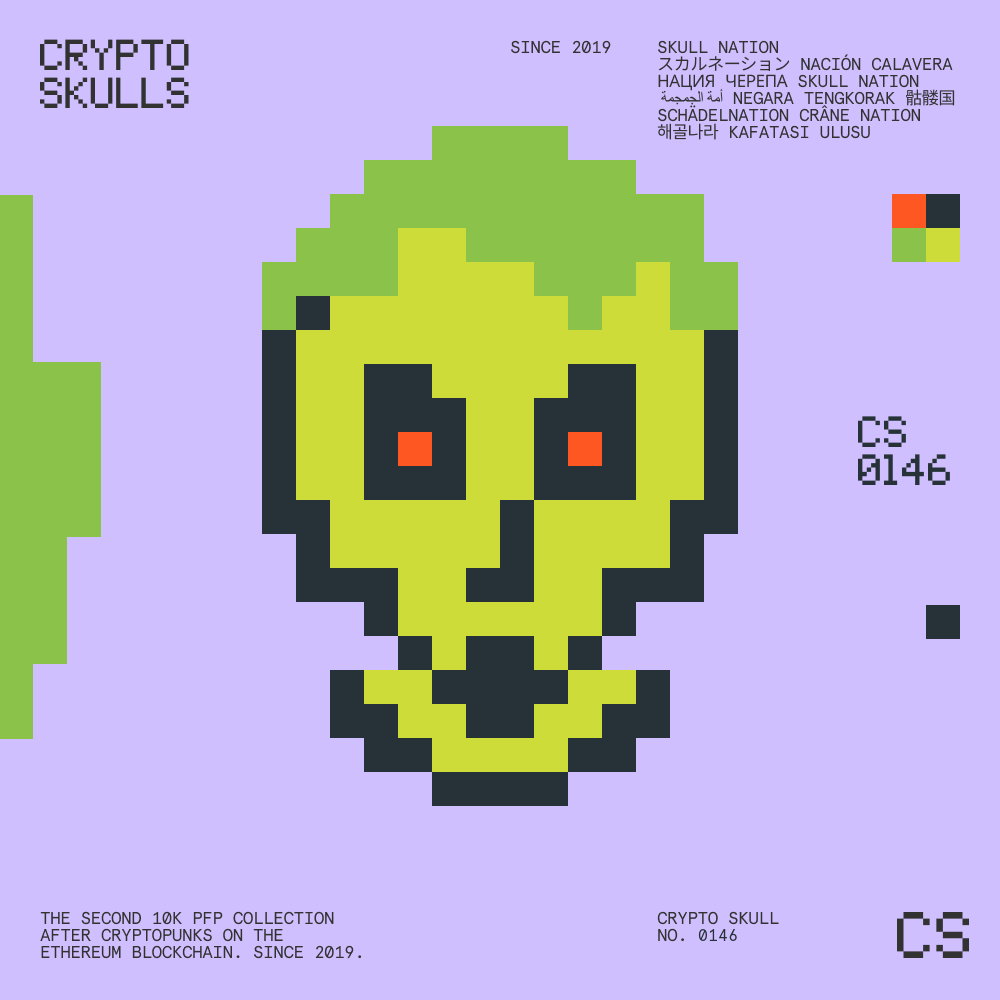 CRYPTO
SKULLS
SINCE 2019
SKULL NATION
スカルネーション NACIÓN CALAVERA
НАЦИЯ ЧЕРЕПА SKULL NATION
أمة الجمجمة NEGARA TENGKORAK 骷髅国
SCHÄDELNATION CRÂNE NATION
해골나라 KAFATASI ULUSU
CS
0146
THE SECOND 10K PFP COLLECTION
AFTER CRYPTOPUNKS ON THE
ETHEREUM BLOCKCHAIN. SINCE 2019.
CRYPTO SKULL
NO. 0146
CS